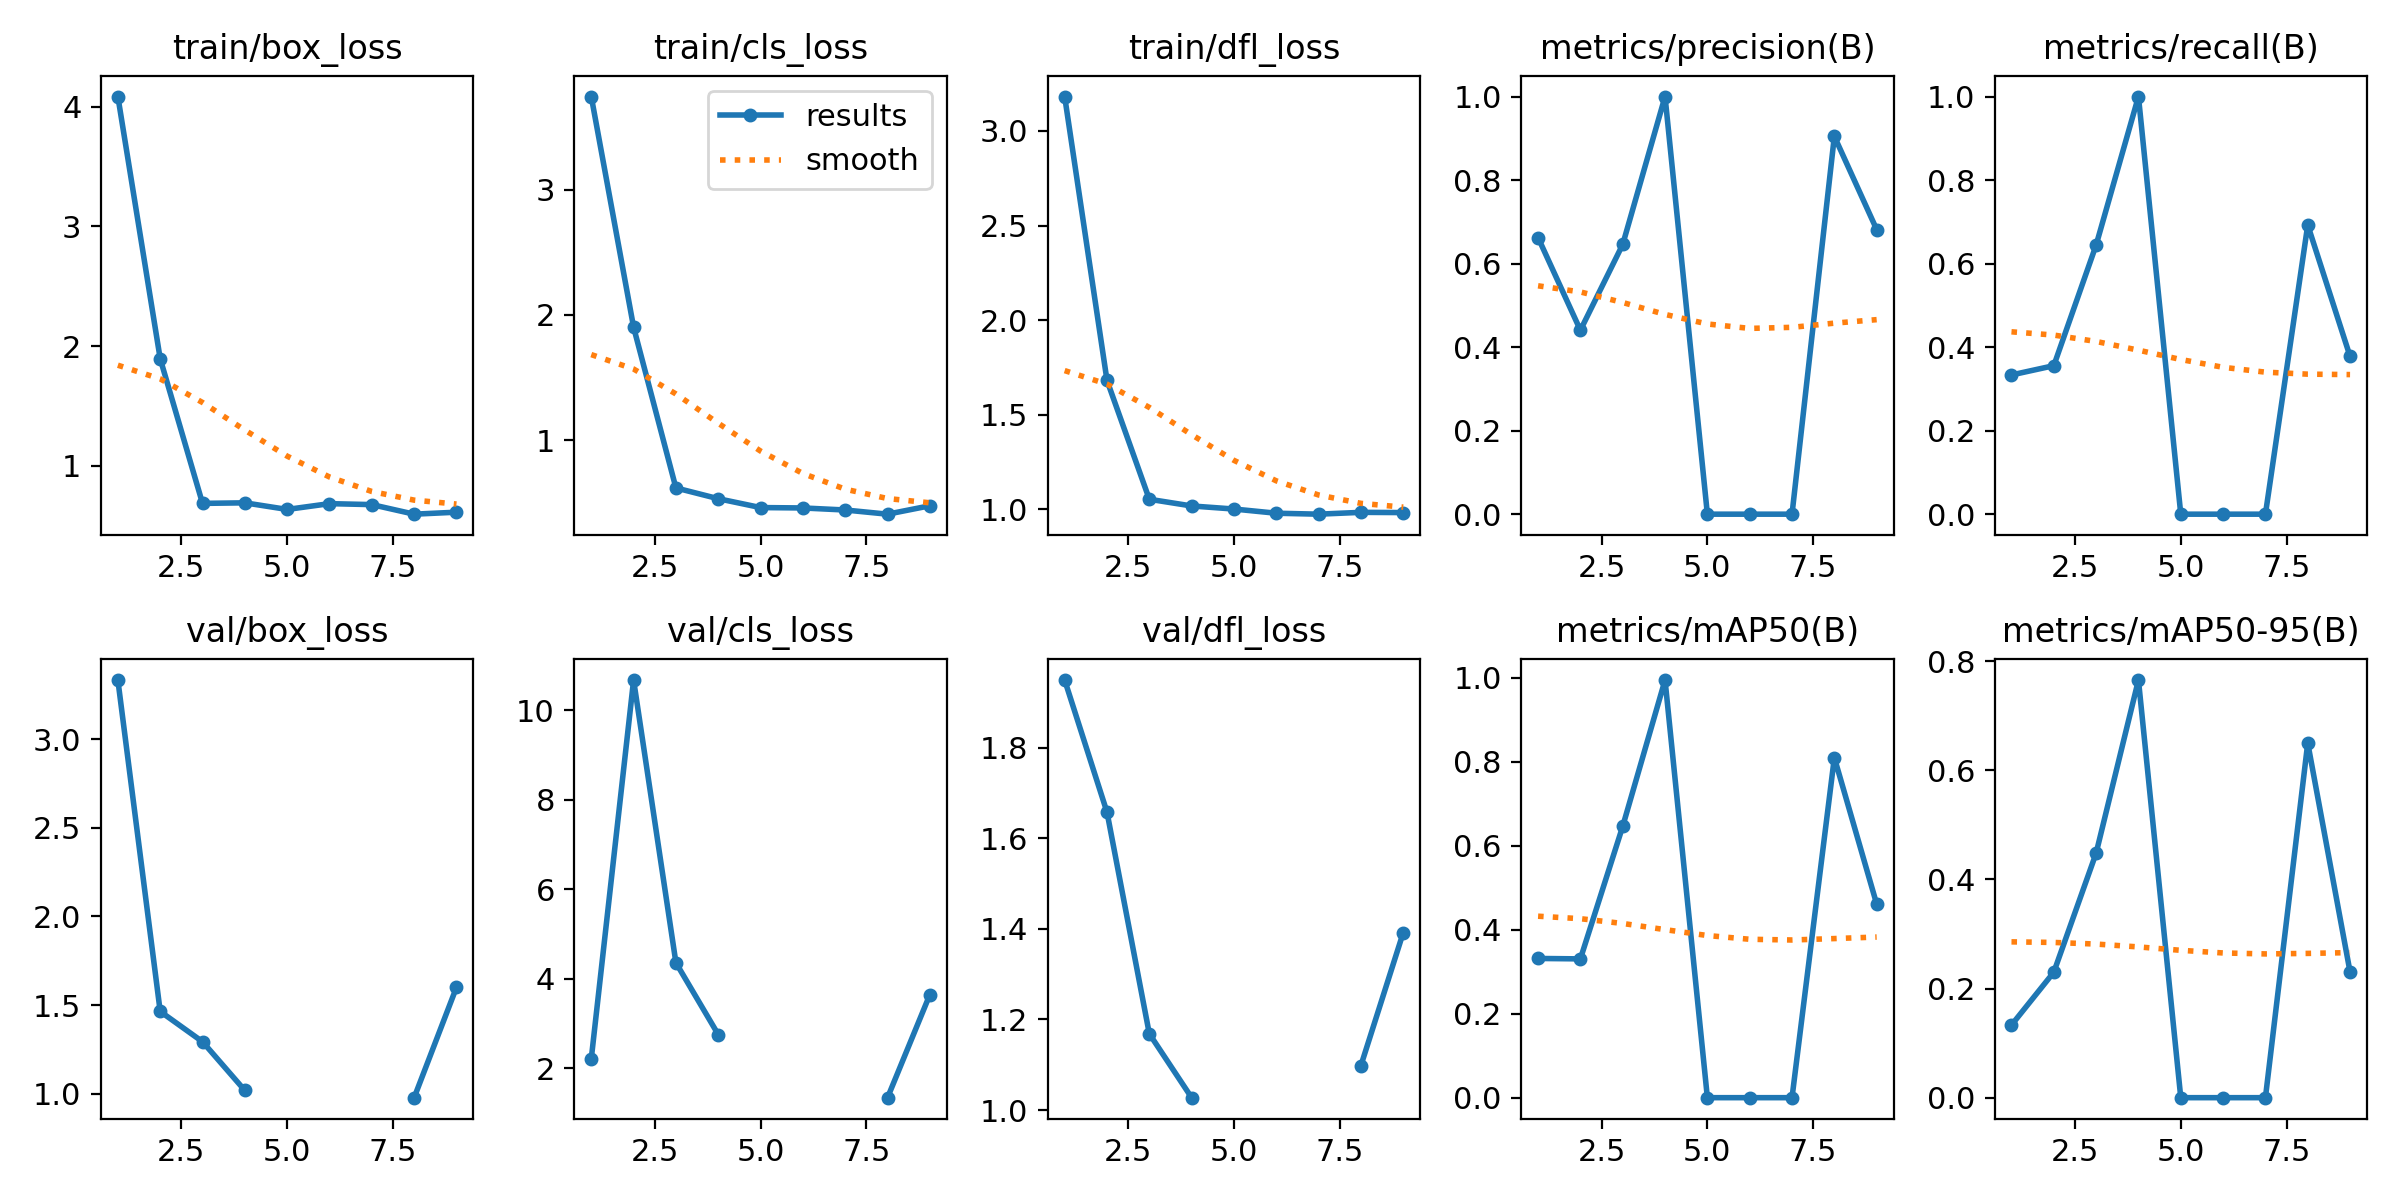 train/box_loss
4
3
2
1
2.5 5.0 7.5
train/cls_loss
results
smooth
3
2
1
2.5 5.0 7.5
train/dfl_loss
3.0
2.5
2.0
1.5
1.0
2.5 5.0 7.5
metrics/precision(B)
1.0
0.8
0.6
0.4
0.2
0.0
2.5 5.0 7.5
metrics/recall(B)
1.0
0.8
0.6
0.4
0.2
0.0
2.5 5.0 7.5
val/box_loss
3.0
2.5
2.0
1.5
1.0
2.5 5.0 7.5
val/cls_loss
10
8
6
4
2
2.5 5.0 7.5
val/dfl_loss
1.8
1.6
1.4
1.2
1.0
2.5 5.0 7.5
metrics/mAP50(B)
1.0
0.8
0.6
0.4
0.2
0.0
2.5 5.0 7.5
metrics/mAP50-95(B)
0.8
0.6
0.4
0.2
0.0
2.5 5.0 7.5